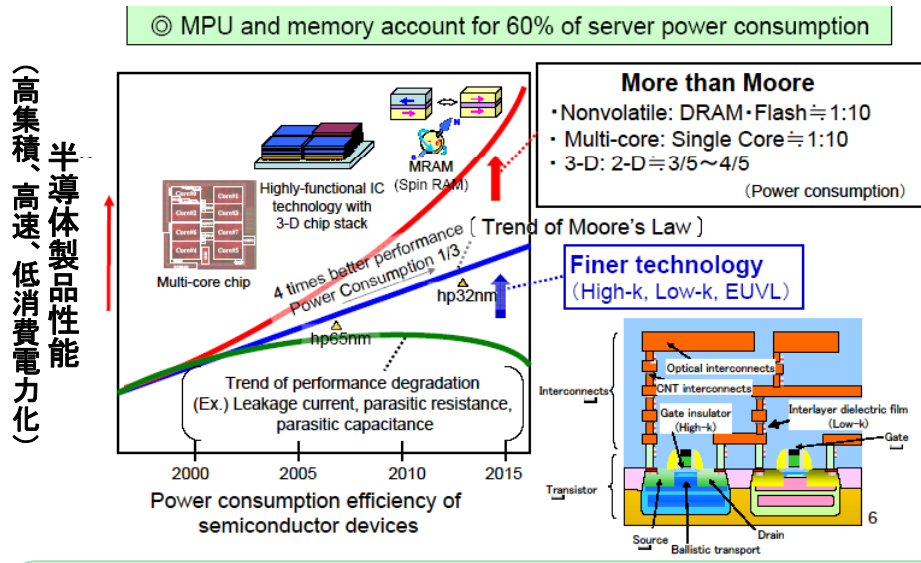 ◎ MPU and memory account for 60% of server power consumption
半導体製品性能
（高集積、高速、低消費電力化）
More than Moore
・Nonvolatile: DRAM・Flash≒1:10
・Multi-core: Single Core≒1:10
・3-D: 2-D≒3/5～4/5
(Power consumption)
MRAM
(Spin RAM)
Highly-functional IC
technology with
3-D chip stack
Multi-core chip
Trend of Moore's Law
4 times better performance
Power Consumption 1/3
hp32nm
hp65nm
Finer technology
(High-k, Low-k, EUVL)
Trend of performance degradation
(Ex.) Leakage current, parasitic resistance,
parasitic capacitance
2000 2005 2010 2015
Power consumption efficiency of
semiconductor devices
Optical interconnects
Interconnects
CNT interconnects
Gate insulator
(High-k)
Interlayer dielectric film
(Low-k)
Gate
Transistor
Source
Ballistic transport
Drain
6